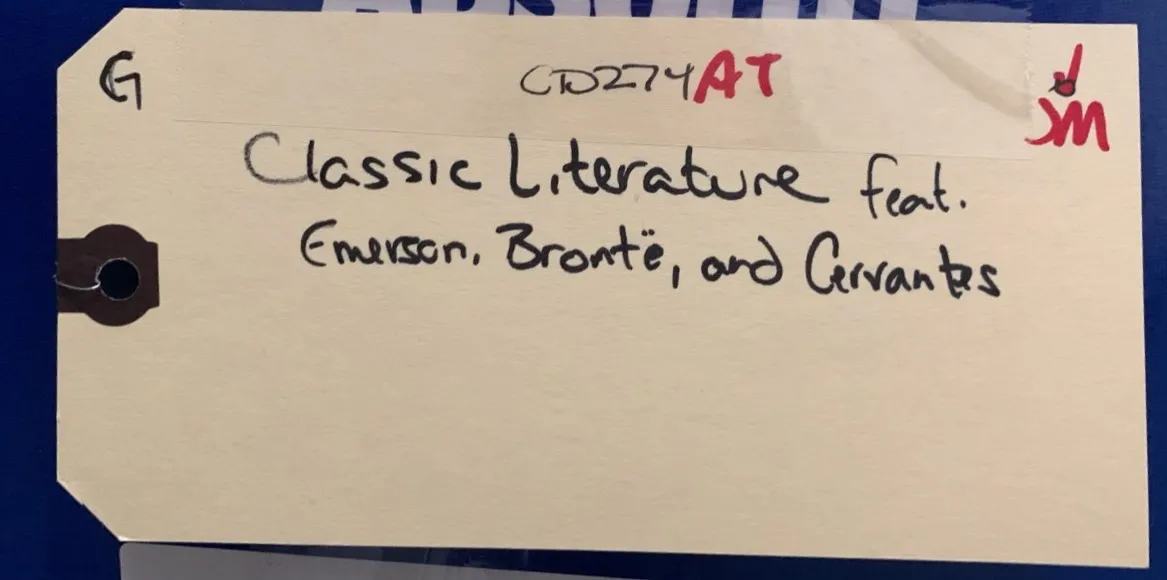 G
CD274AT
JM
Classic Literature feat.
Emerson, Brontë, and Cervantes